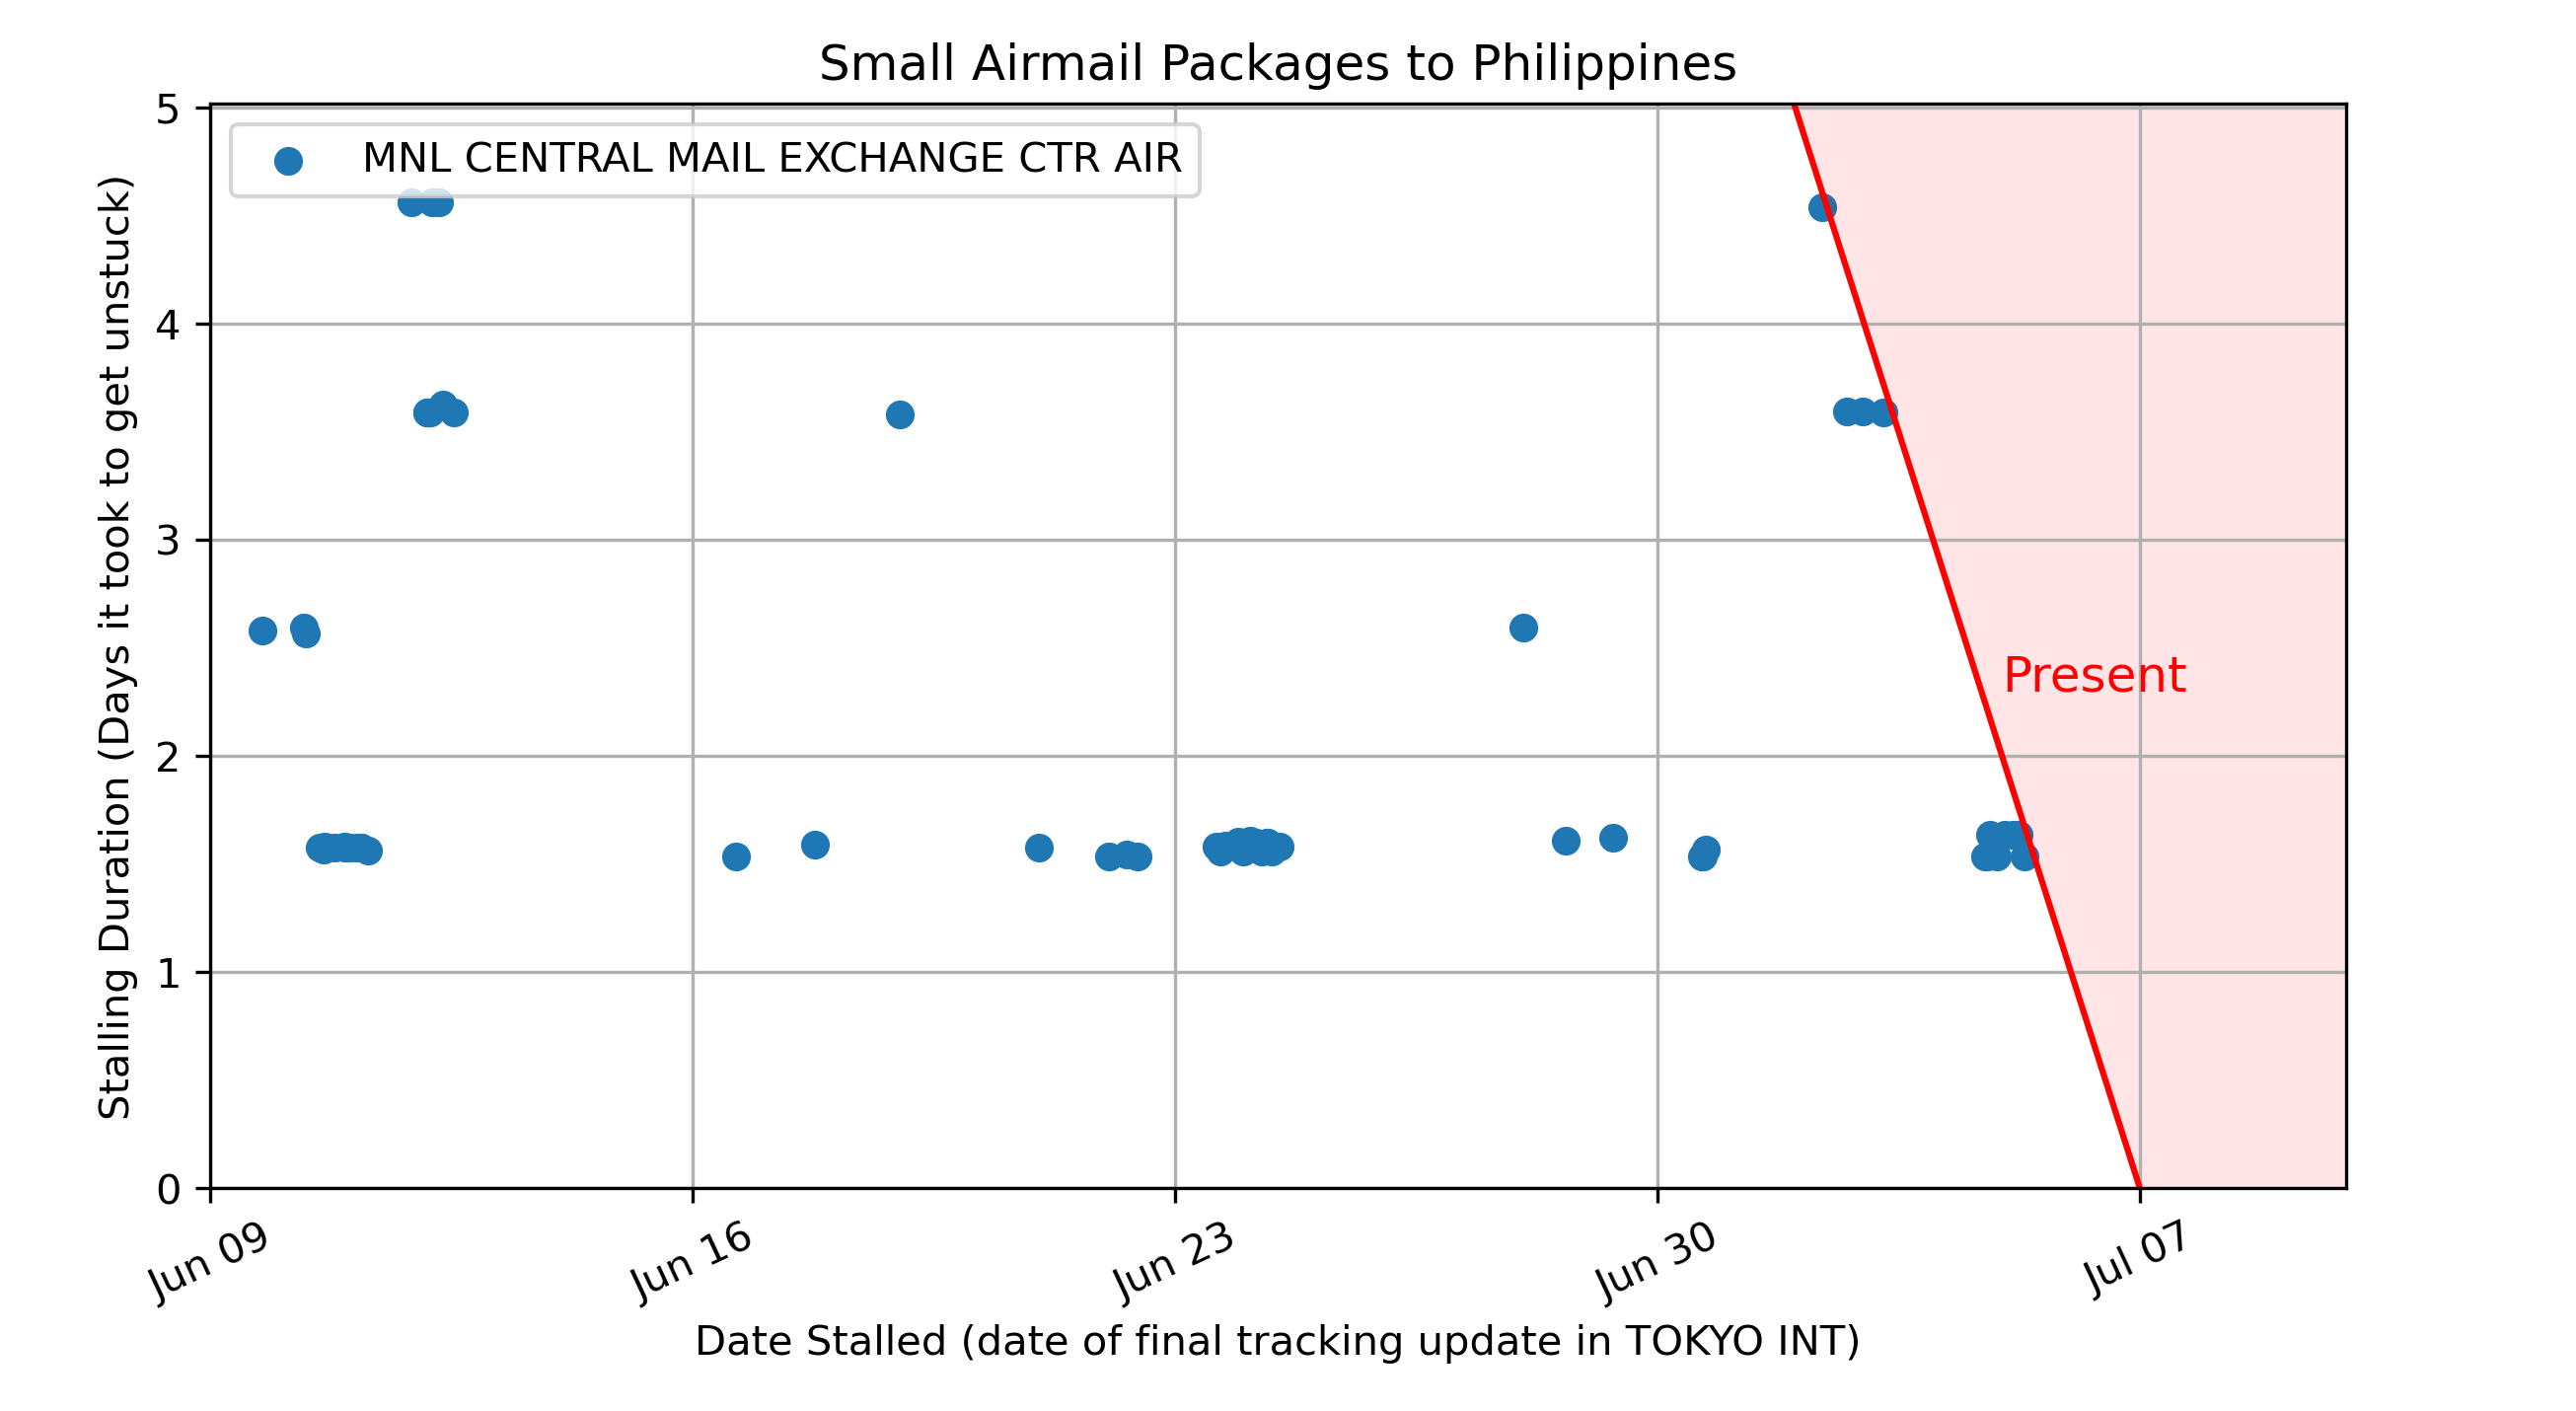 Small Airmail Packages to Philippines
MNL CENTRAL MAIL EXCHANGE CTR AIR
Stalling Duration (Days it took to get unstuck)
5
4
3
2
1
0
Present
Jun 09
Jun 16
Jun 23
Jun 30
Jul 07
Date Stalled (date of final tracking update in TOKYO INT)